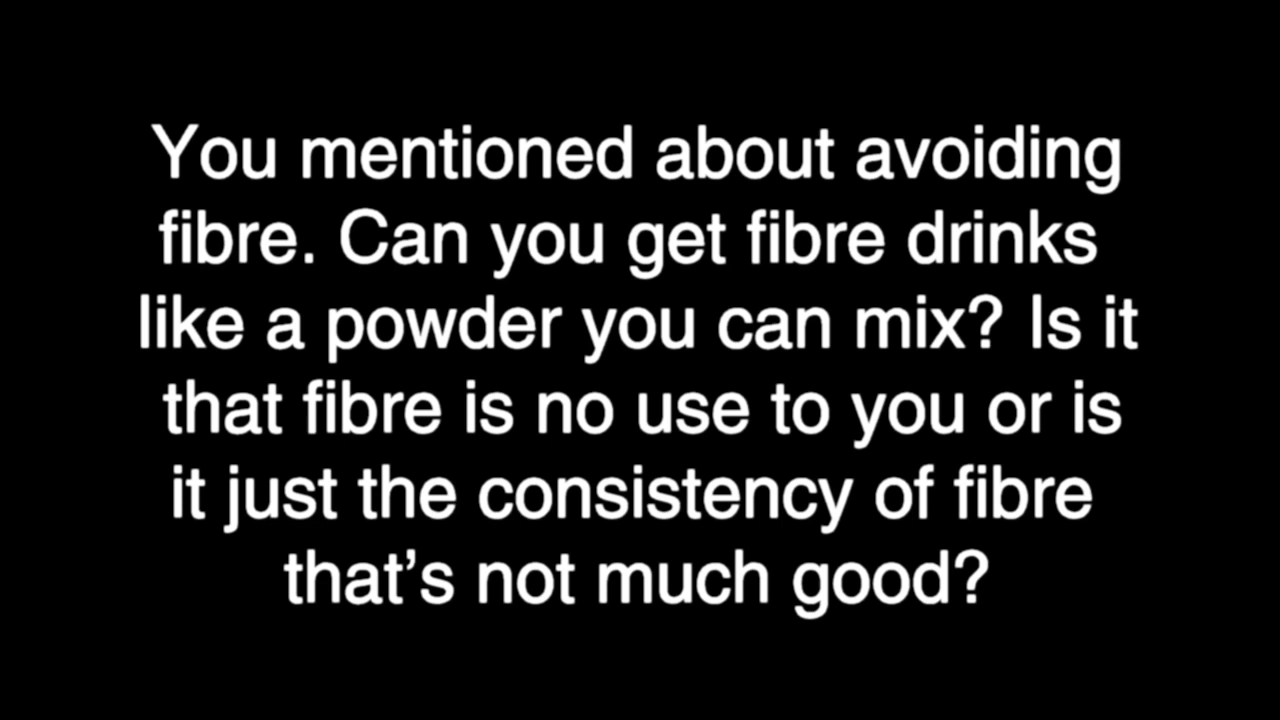 You mentioned about avoiding
fibre. Can you get fibre drinks
like a powder you can mix? Is it
that fibre is no use to you or is
it just the consistency of fibre
that’s not much good?